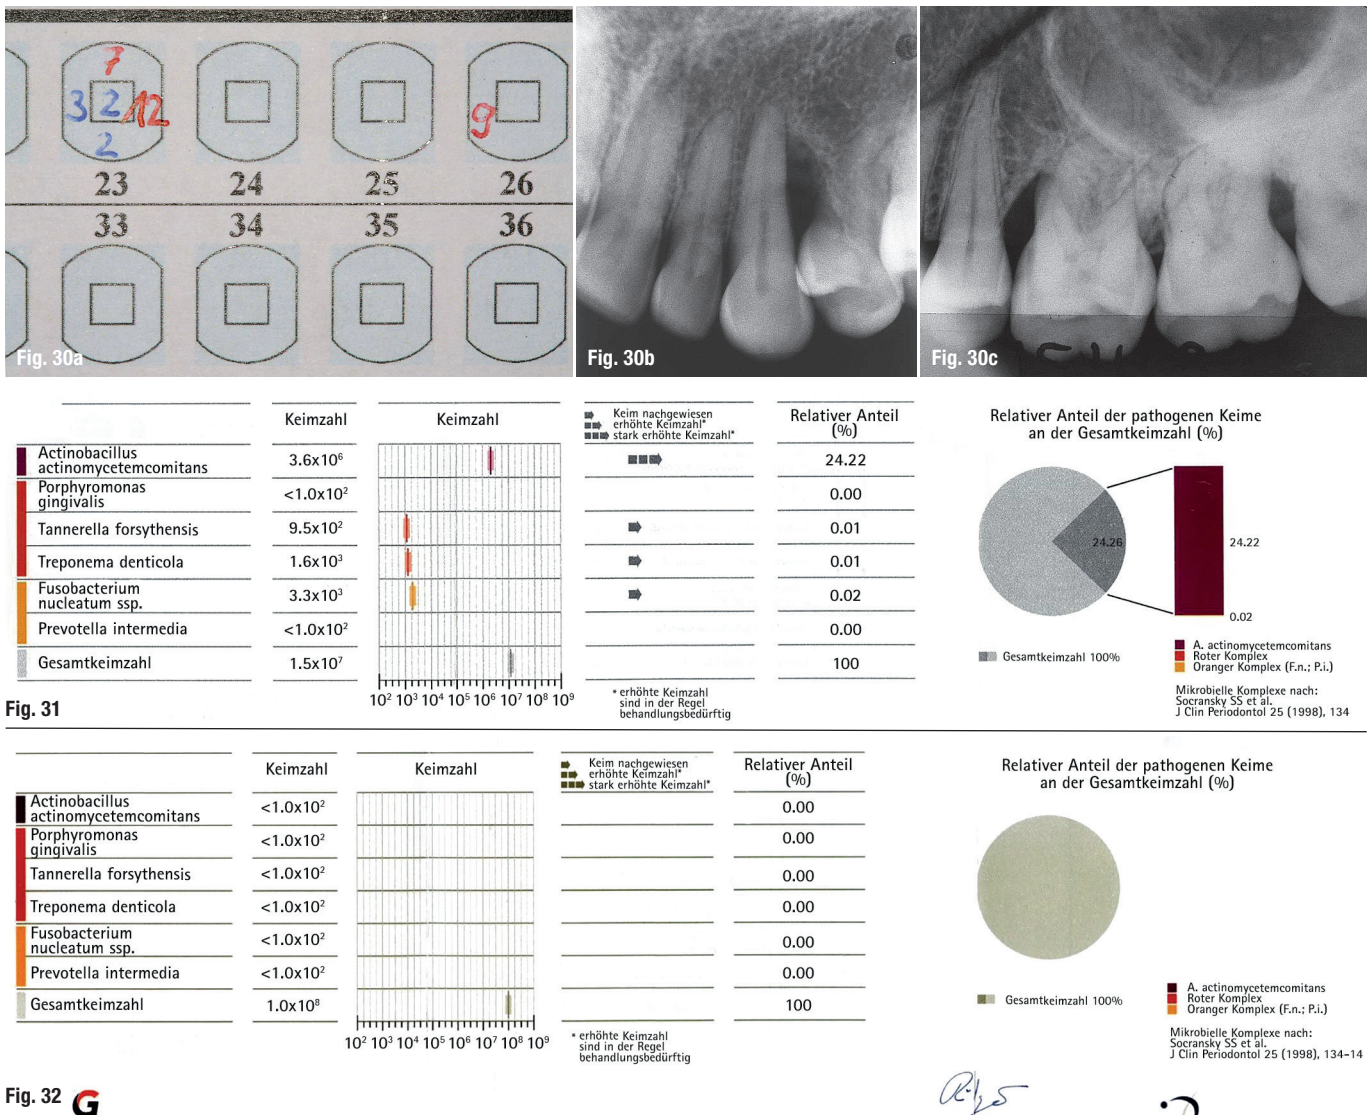 7
3 2 12
9
2
23 24 25 26
33 34 35 36
Fig. 30a
Fig. 30b
Fig. 30c
Keimzahl
Keimzahl
Keim nachgewiesen
erhöhte Keimzahl*
stark erhöhte Keimzahl*
Relativer Anteil
(%)
Relativer Anteil der pathogenen Keime
an der Gesamtkeimzahl (%)
Actinobacillus
actinomycetemcomitans
3.6x10⁶
24.22
Porphyromonas
gingivalis
<1.0x10²
0.00
Tannerella forsythensis
9.5x10²
0.01
Treponema denticola
1.6x10³
0.01
Fusobacterium
nucleatum ssp.
3.3x10³
0.02
Prevotella intermedia
<1.0x10²
0.00
Gesamtkeimzahl
1.5x10⁷
100
10² 10³ 10⁴ 10⁵ 10⁶ 10⁷ 10⁸ 10⁹
* erhöhte Keimzahl
sind in der Regel
behandlungsbedürftig
24.26
24.22
0.02
Gesamtkeimzahl 100%
A. actinomycetemcomitans
Roter Komplex
Oranger Komplex (F.n.; P.i.)
Mikrobielle Komplexe nach:
Socransky SS et al.
J Clin Periodontol 25 (1998), 134
Fig. 31
Keimzahl
Keimzahl
Keim nachgewiesen
erhöhte Keimzahl*
stark erhöhte Keimzahl*
Relativer Anteil
(%)
Relativer Anteil der pathogenen Keime
an der Gesamtkeimzahl (%)
Actinobacillus
actinomycetemcomitans
<1.0x10²
0.00
Porphyromonas
gingivalis
<1.0x10²
0.00
Tannerella forsythensis
<1.0x10²
0.00
Treponema denticola
<1.0x10²
0.00
Fusobacterium
nucleatum ssp.
<1.0x10²
0.00
Prevotella intermedia
<1.0x10²
0.00
Gesamtkeimzahl
1.0x10⁸
100
10² 10³ 10⁴ 10⁵ 10⁶ 10⁷ 10⁸ 10⁹
* erhöhte Keimzahl
sind in der Regel
behandlungsbedürftig
Gesamtkeimzahl 100%
A. actinomycetemcomitans
Roter Komplex
Oranger Komplex (F.n.; P.i.)
Mikrobielle Komplexe nach:
Socransky SS et al.
J Clin Periodontol 25 (1998), 134-14
Fig. 32
G